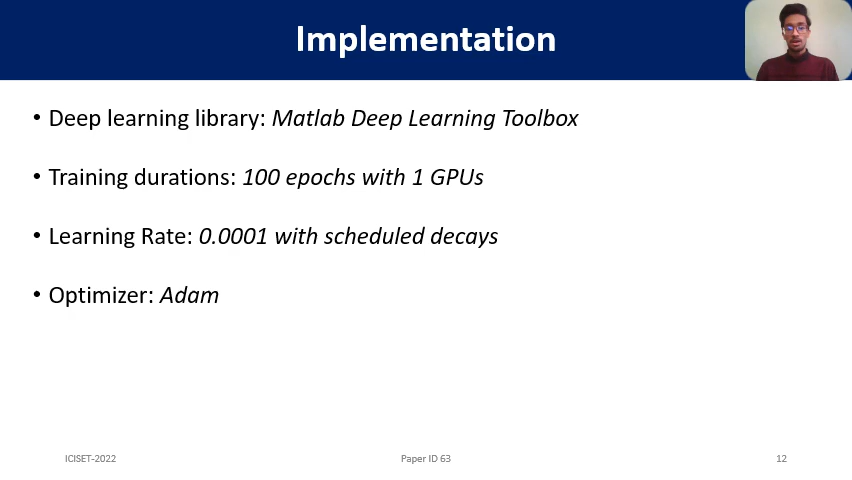 Implementation
• Deep learning library: Matlab Deep Learning Toolbox
• Training durations: 100 epochs with 1 GPUs
• Learning Rate: 0.0001 with scheduled decays
• Optimizer: Adam
ICISET-2022 Paper ID 63 12